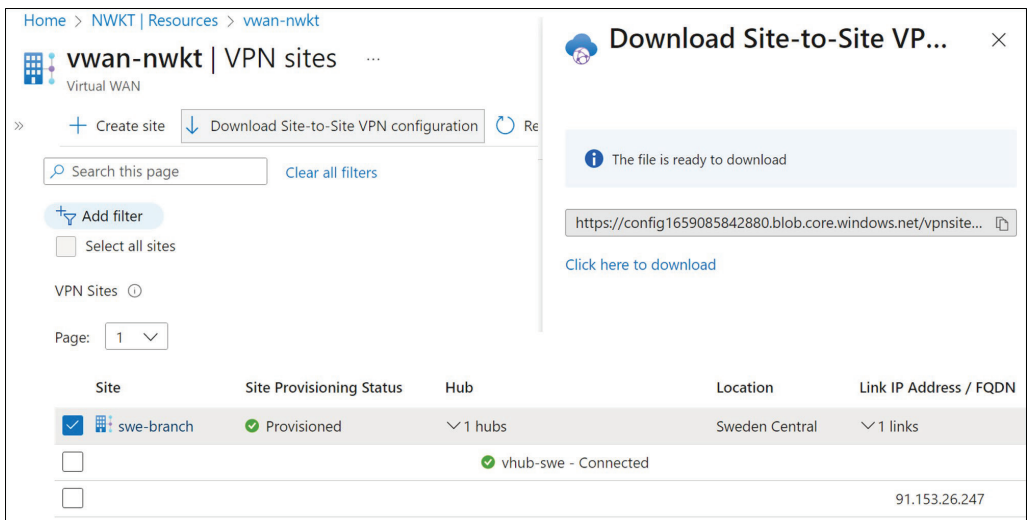 Home > NWKT | Resources > vwan-nwkt
vwan-nwkt | VPN sites ...
Virtual WAN
Download Site-to-Site VP...
» + Create site Download Site-to-Site VPN configuration Re
The file is ready to download
Search this page Clear all filters
Add filter
https://config1659085842880.blob.core.windows.net/vpnsite...
Select all sites
Click here to download
VPN Sites
Page: 1
Site Site Provisioning Status Hub Location Link IP Address / FQDN
swe-branch Provisioned 1 hubs Sweden Central 1 links
vhub-swe - Connected
91.153.26.247